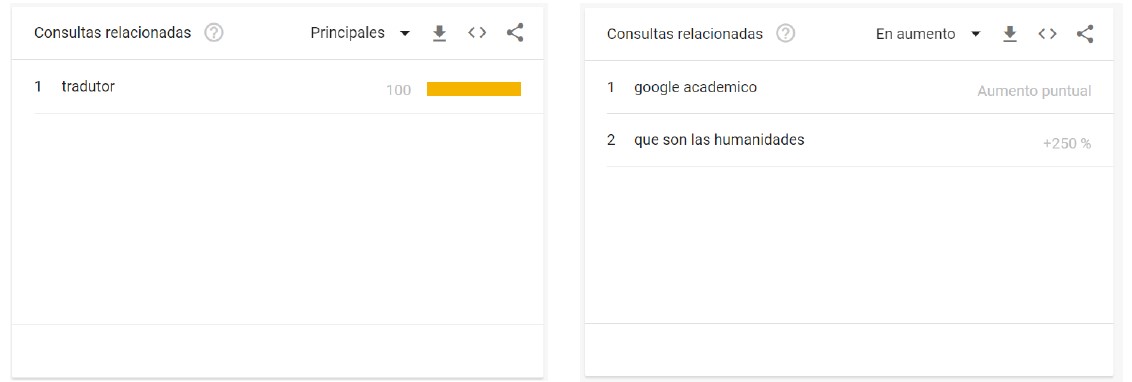 Consultas relacionadas ? Principales
1 tradutor 100
Consultas relacionadas ? En aumento
1 google academico Aumento puntual
2 que son las humanidades +250 %